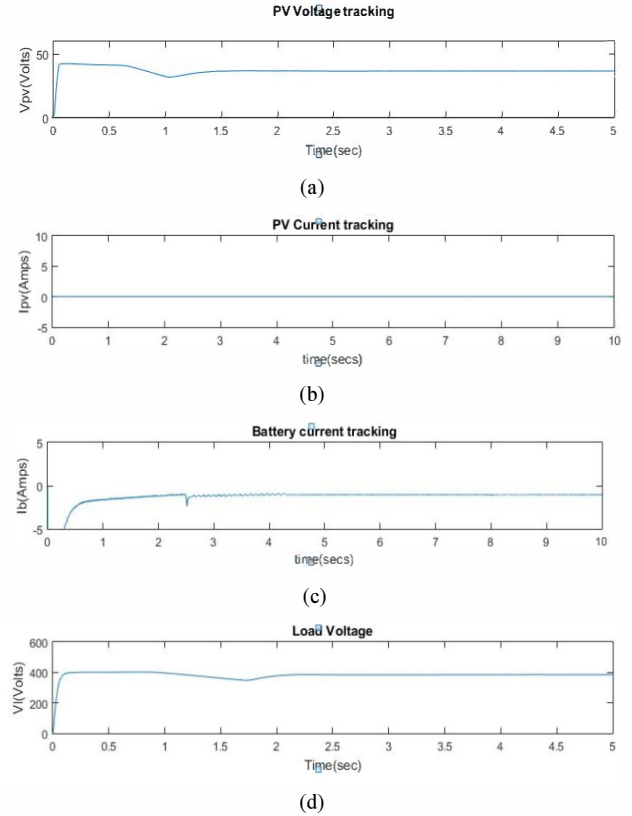 PV Voltage tracking
Vpv(Volts)
50
0
0 0.5 1 1.5 2 2.5 3 3.5 4 4.5 5
Time(sec)
(a)
PV Current tracking
Ipv(Amps)
10
5
0
-5
0 1 2 3 4 5 6 7 8 9 10
time(secs)
(b)
Battery current tracking
Ib(Amps)
5
0
-5
0 1 2 3 4 5 6 7 8 9 10
time(secs)
(c)
Load Voltage
Vl(Volts)
600
400
200
0
0 0.5 1 1.5 2 2.5 3 3.5 4 4.5 5
Time(sec)
(d)